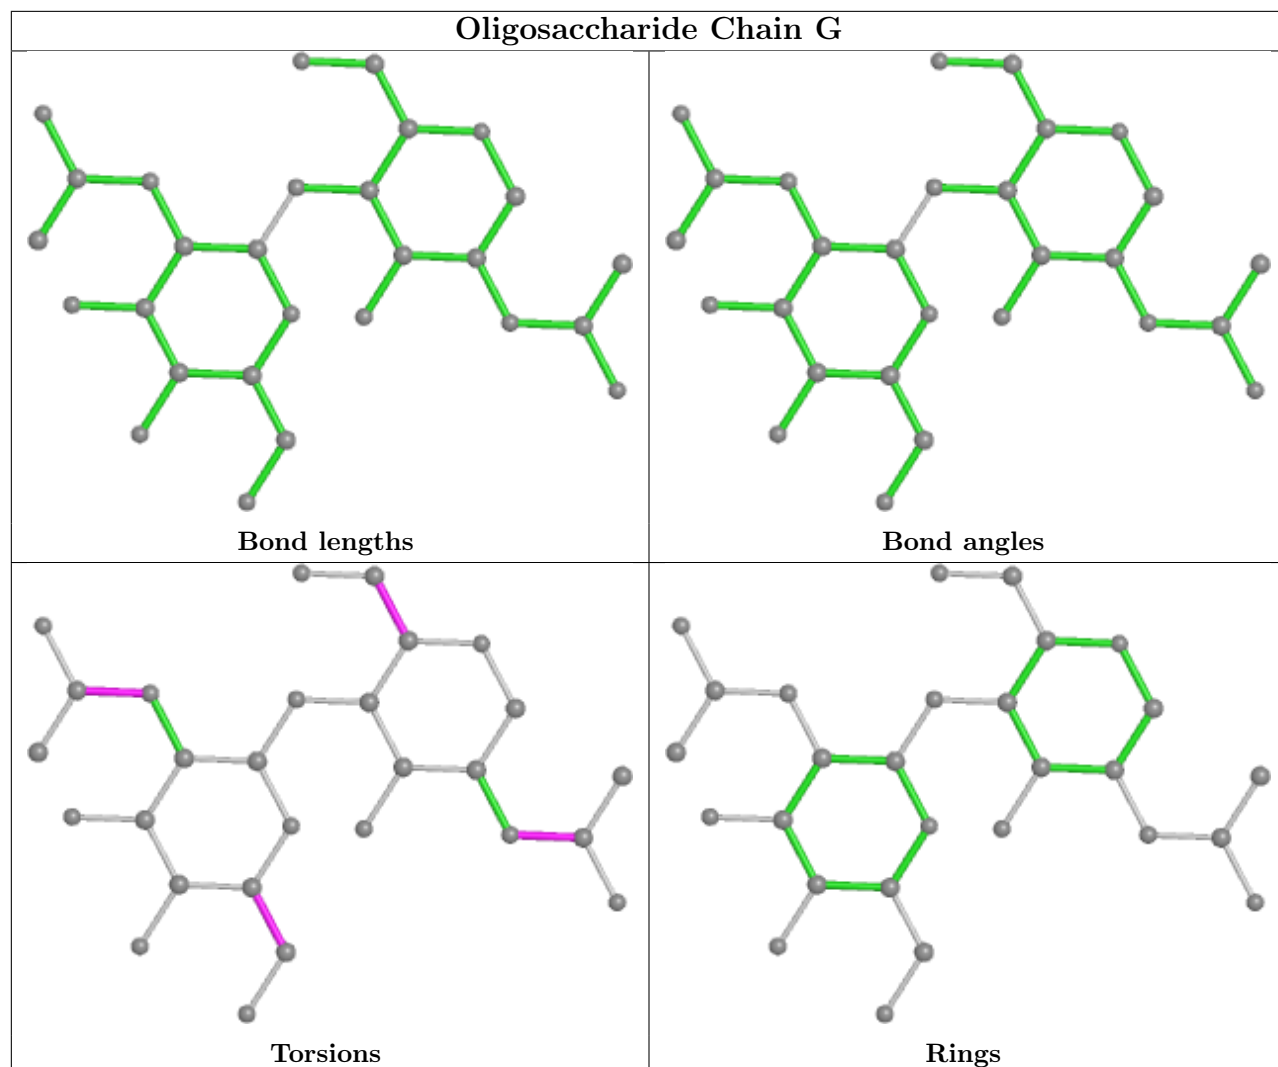 Oligosaccharide Chain G
Bond lengths
Bond angles
Torsions
Rings